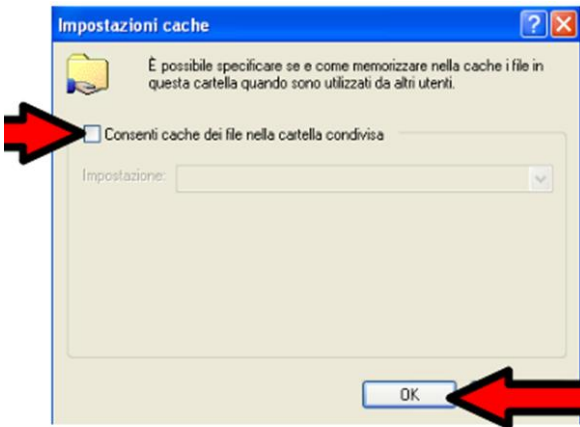 Impostazioni cache
È possibile specificare se e come memorizzare nella cache i file in
questa cartella quando sono utilizzati da altri utenti.
Consenti cache dei file nella cartella condivisa
Impostazione:
OK